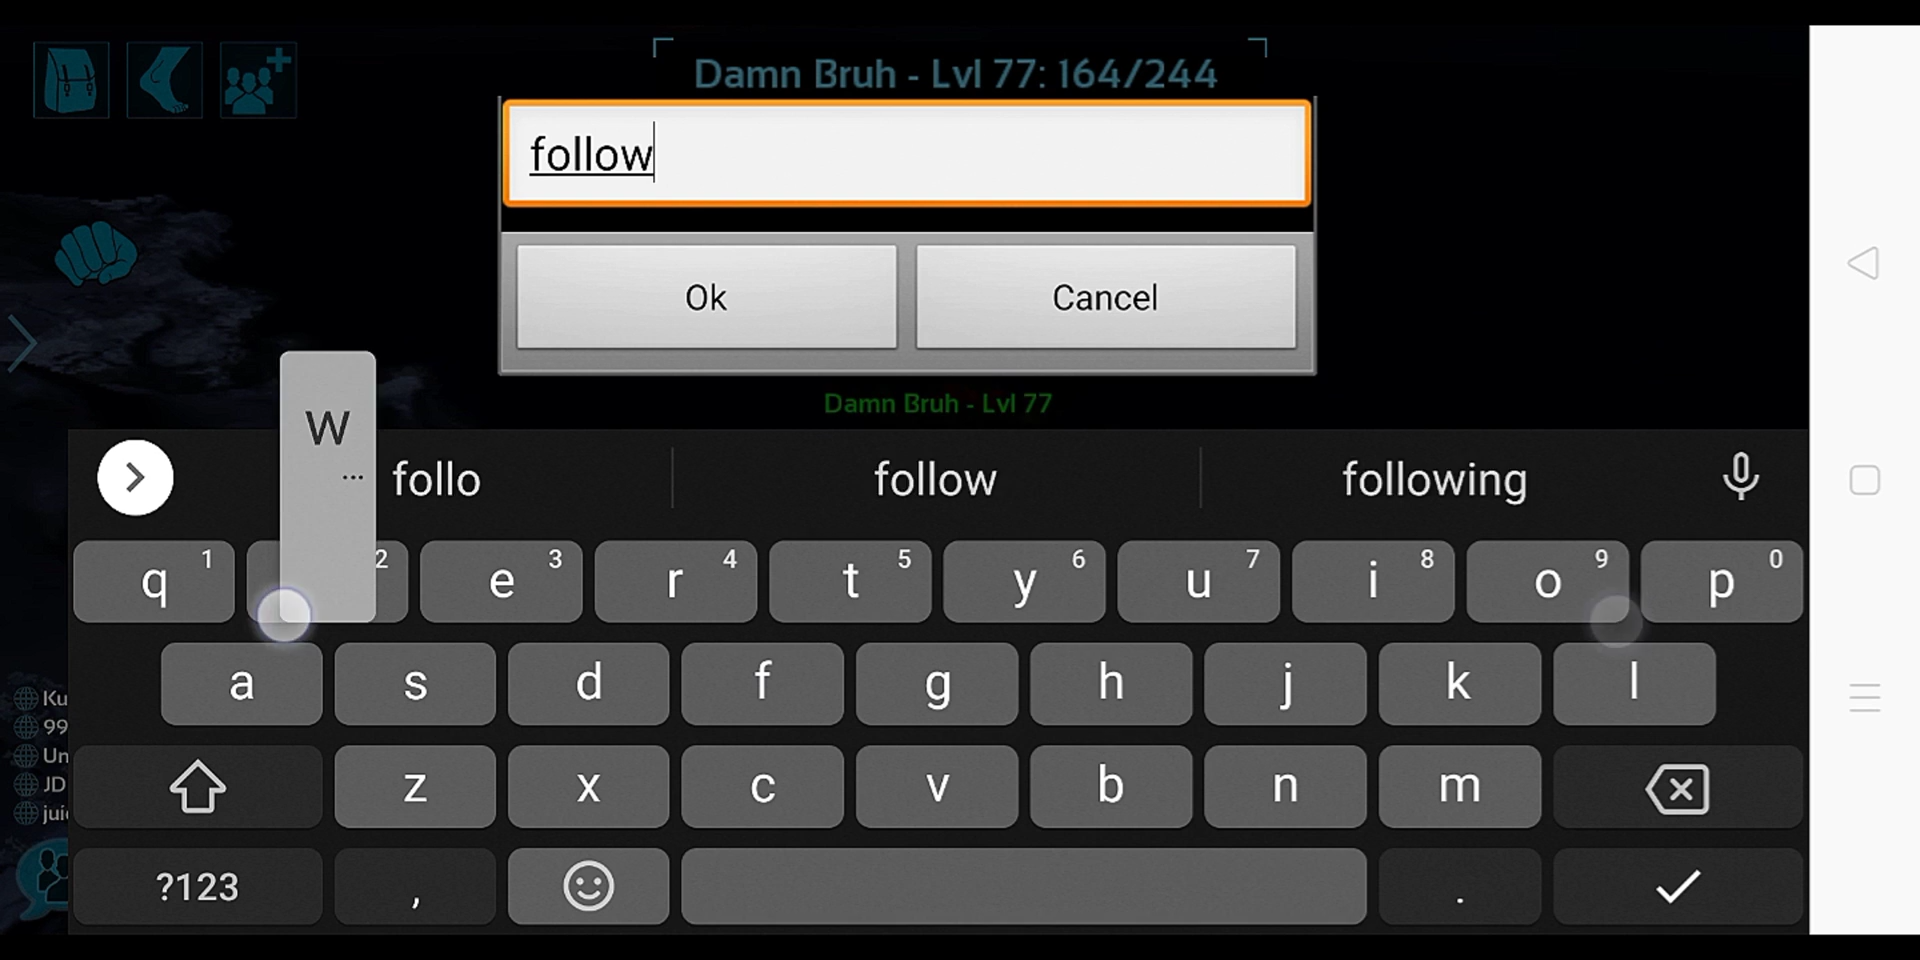 Damn Bruh - Lvl 77: 164/244
follow
Ok Cancel
Damn Bruh - Lvl 77
W
...
follo follow following
q 1 2 e 3 r 4 t 5 y 6 u 7 i 8 o 9 p 0
a s d f g h j k l
Ku
99
Un
JD
juic
z x c v b n m
?123 , .